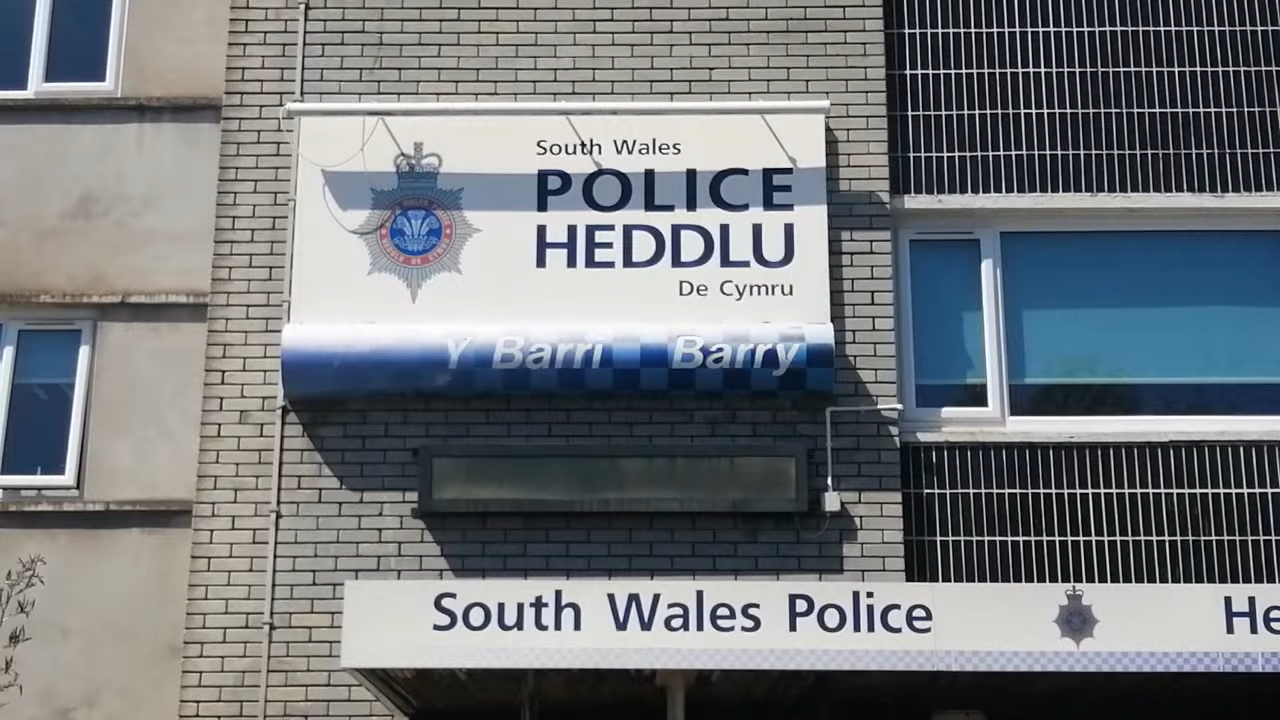 South Wales
POLICE
HEDDLU
De Cymru
Y Barri Barry
South Wales Police He